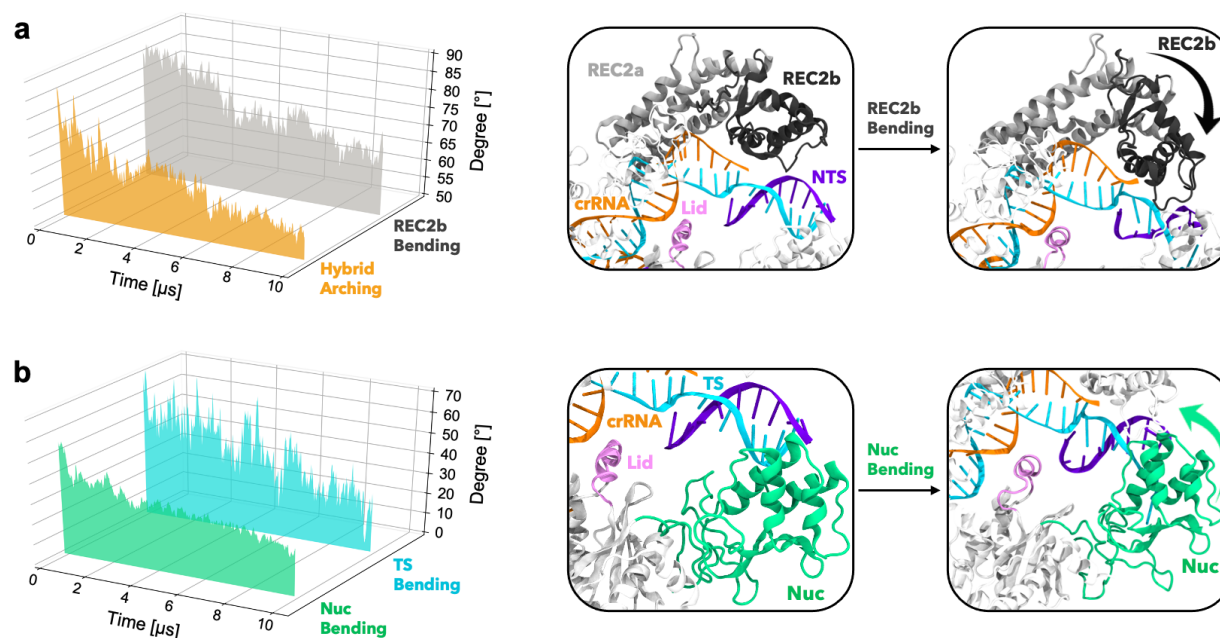 a
90
85
80
75
70
65
60
55
50
Degree [°]
0
2
4
6
8
10
Time [μs]
REC2b
Bending
Hybrid
Arching
REC2a
REC2b
NTS
crRNA
Lid
REC2b
Bending
REC2b
b
70
60
50
40
30
20
10
0
Degree [°]
0
2
4
6
8
10
Time [μs]
TS
Bending
Nuc
Bending
TS
crRNA
Lid
Nuc
Nuc
Bending
Nuc